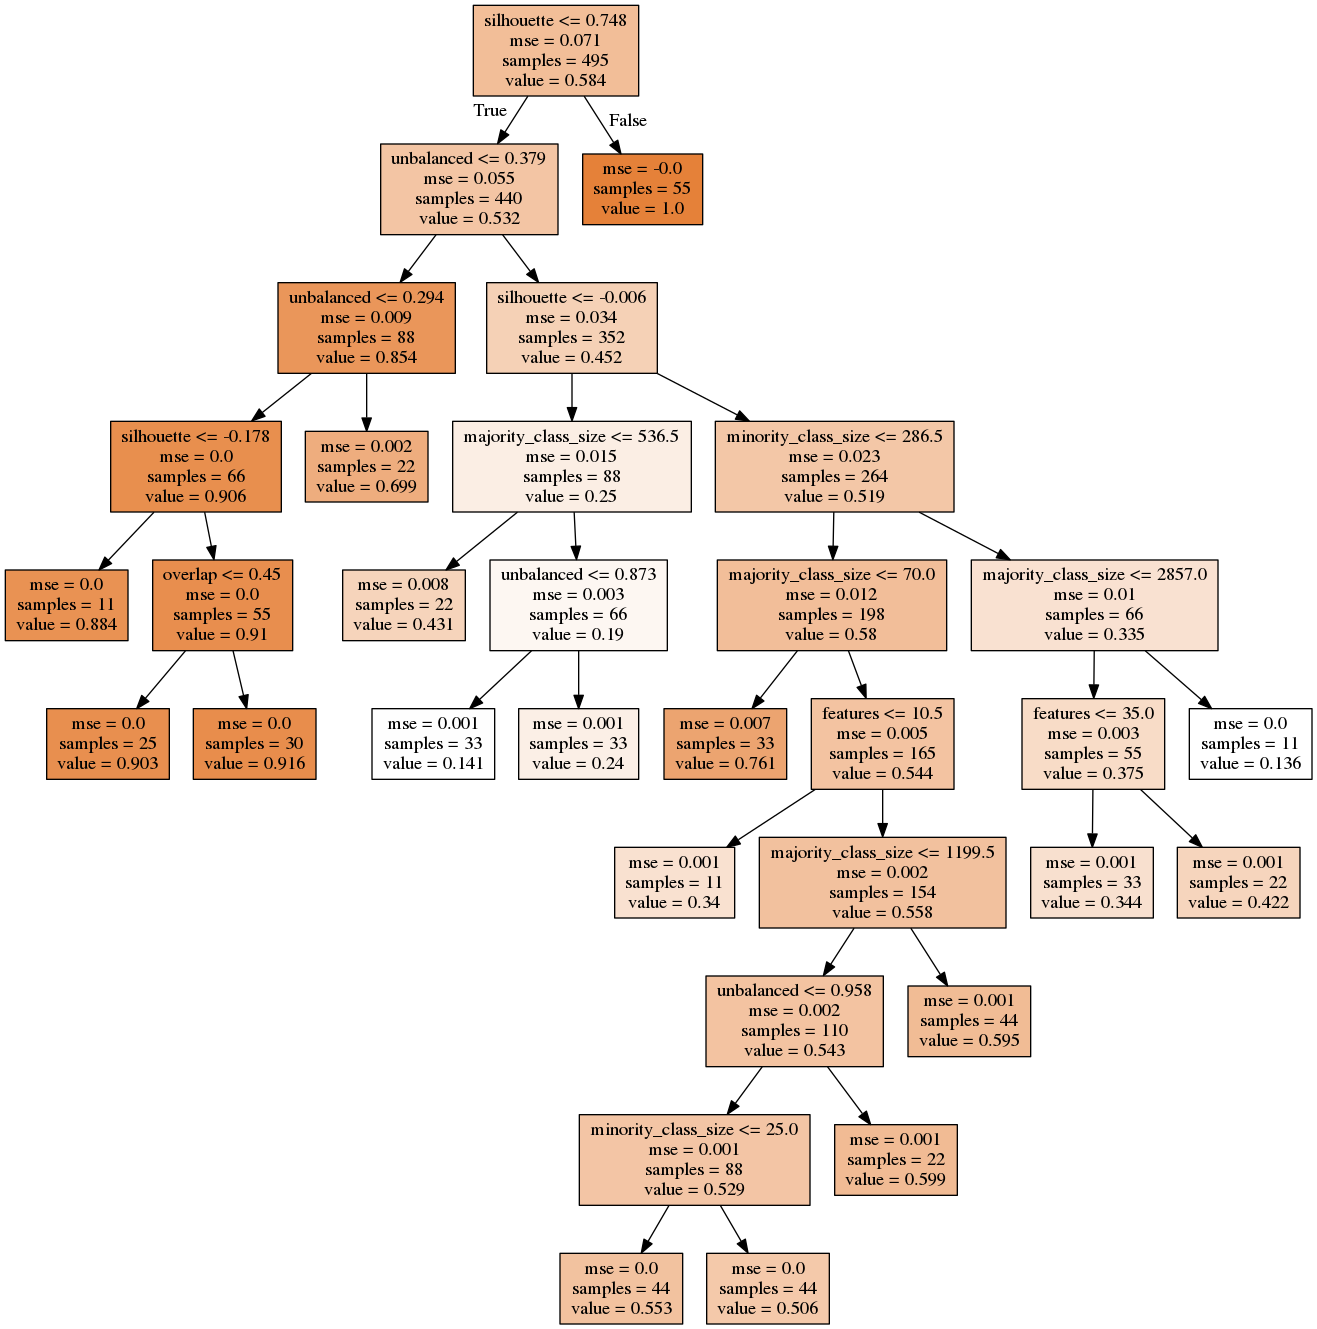 silhouette <= 0.748
mse = 0.071
samples = 495
value = 0.584
True
False
unbalanced <= 0.379
mse = 0.055
samples = 440
value = 0.532
mse = -0.0
samples = 55
value = 1.0
unbalanced <= 0.294
mse = 0.009
samples = 88
value = 0.854
silhouette <= -0.006
mse = 0.034
samples = 352
value = 0.452
silhouette <= -0.178
mse = 0.0
samples = 66
value = 0.906
mse = 0.002
samples = 22
value = 0.699
majority_class_size <= 536.5
mse = 0.015
samples = 88
value = 0.25
minority_class_size <= 286.5
mse = 0.023
samples = 264
value = 0.519
mse = 0.0
samples = 11
value = 0.884
overlap <= 0.45
mse = 0.0
samples = 55
value = 0.91
mse = 0.008
samples = 22
value = 0.431
unbalanced <= 0.873
mse = 0.003
samples = 66
value = 0.19
majority_class_size <= 70.0
mse = 0.012
samples = 198
value = 0.58
majority_class_size <= 2857.0
mse = 0.01
samples = 66
value = 0.335
mse = 0.0
samples = 25
value = 0.903
mse = 0.0
samples = 30
value = 0.916
mse = 0.001
samples = 33
value = 0.141
mse = 0.001
samples = 33
value = 0.24
mse = 0.007
samples = 33
value = 0.761
features <= 10.5
mse = 0.005
samples = 165
value = 0.544
features <= 35.0
mse = 0.003
samples = 55
value = 0.375
mse = 0.0
samples = 11
value = 0.136
mse = 0.001
samples = 11
value = 0.34
majority_class_size <= 1199.5
mse = 0.002
samples = 154
value = 0.558
mse = 0.001
samples = 33
value = 0.344
mse = 0.001
samples = 22
value = 0.422
unbalanced <= 0.958
mse = 0.002
samples = 110
value = 0.543
mse = 0.001
samples = 44
value = 0.595
minority_class_size <= 25.0
mse = 0.001
samples = 88
value = 0.529
mse = 0.001
samples = 22
value = 0.599
mse = 0.0
samples = 44
value = 0.553
mse = 0.0
samples = 44
value = 0.506